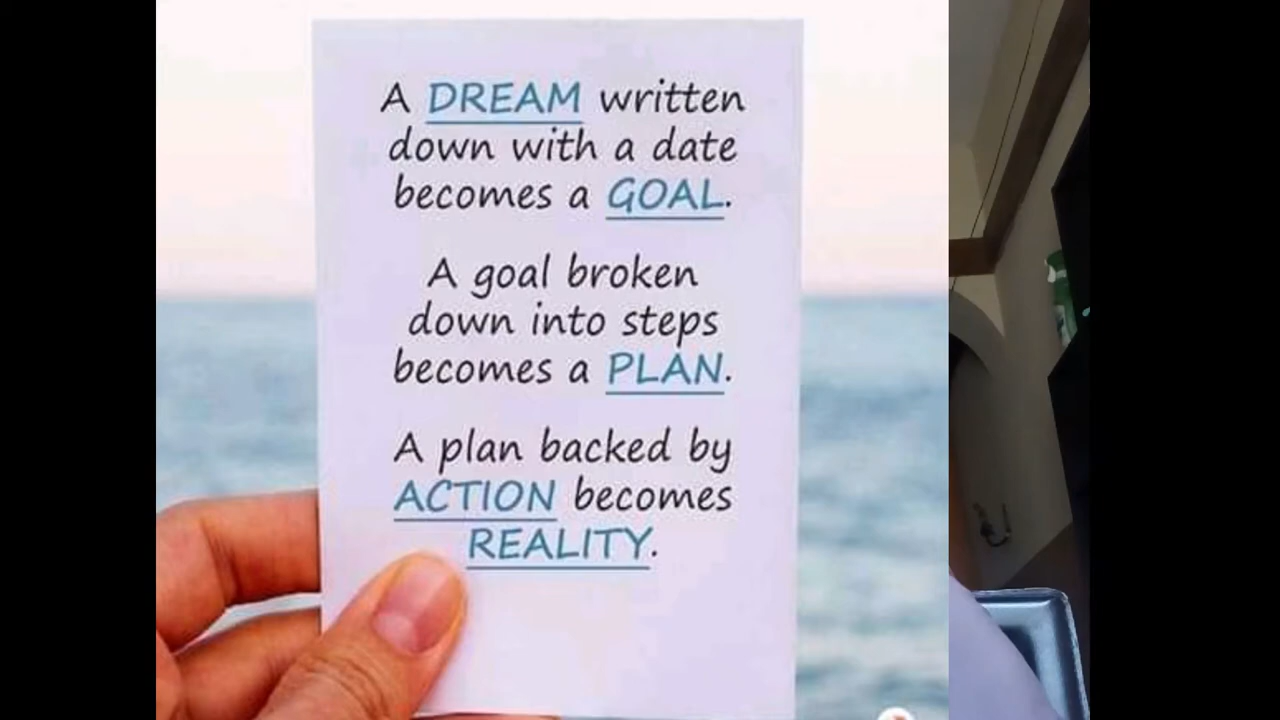 A DREAM written
down with a date
becomes a GOAL.
A goal broken
down into steps
becomes a PLAN.
A plan backed by
ACTION becomes
REALITY.